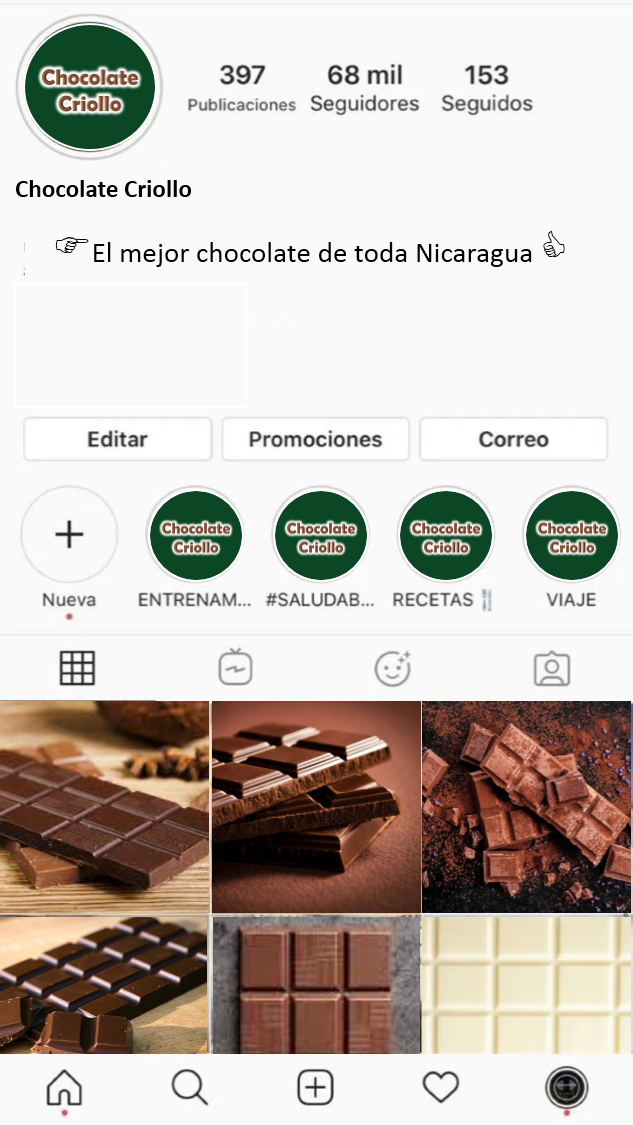 Chocolate
Criollo
397
68 mil
153
Publicaciones
Seguidores
Seguidos
Chocolate Criollo
👉 El mejor chocolate de toda Nicaragua 👍
Editar
Promociones
Correo
Chocolate
Criollo
Chocolate
Criollo
Chocolate
Criollo
Chocolate
Criollo
Nueva
ENTRENAM...
#SALUDAB...
RECETAS 🍴
VIAJE